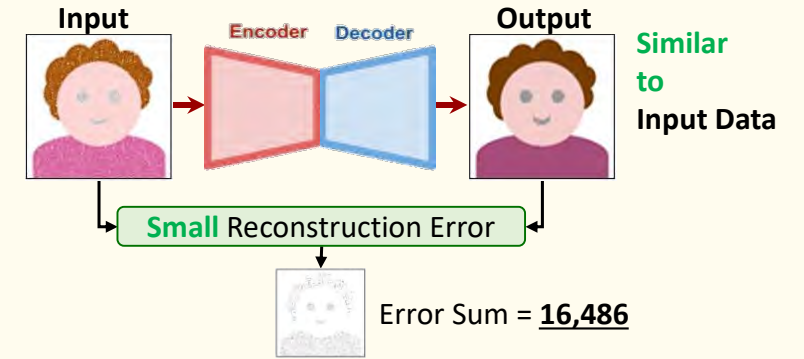 Input
Encoder
Decoder
Output
Similar
to
Input Data
Small Reconstruction Error
Error Sum = 16,486